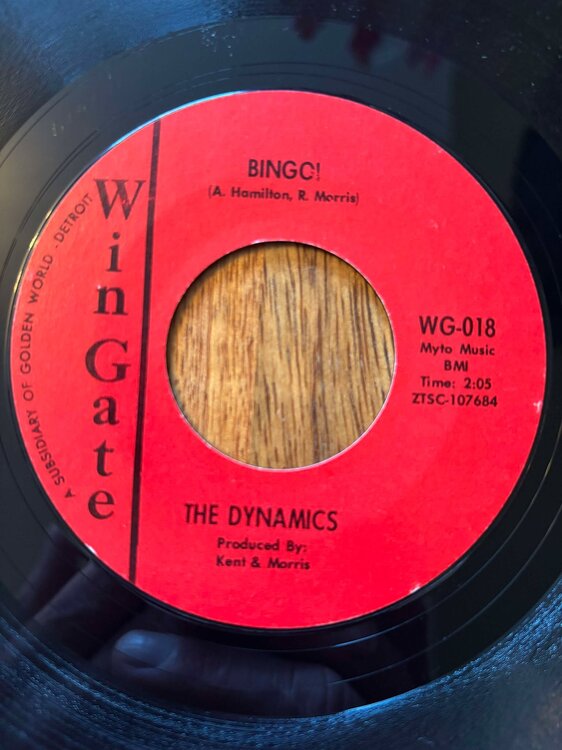 BINGO!
(A. Hamilton, R. Morris)
WinGate
A SUBSIDIARY OF GOLDEN WORLD - DETROIT
WG-018
Myto Music
BMI
Time: 2:05
ZTSC-107684
THE DYNAMICS
Produced By:
Kent & Morris